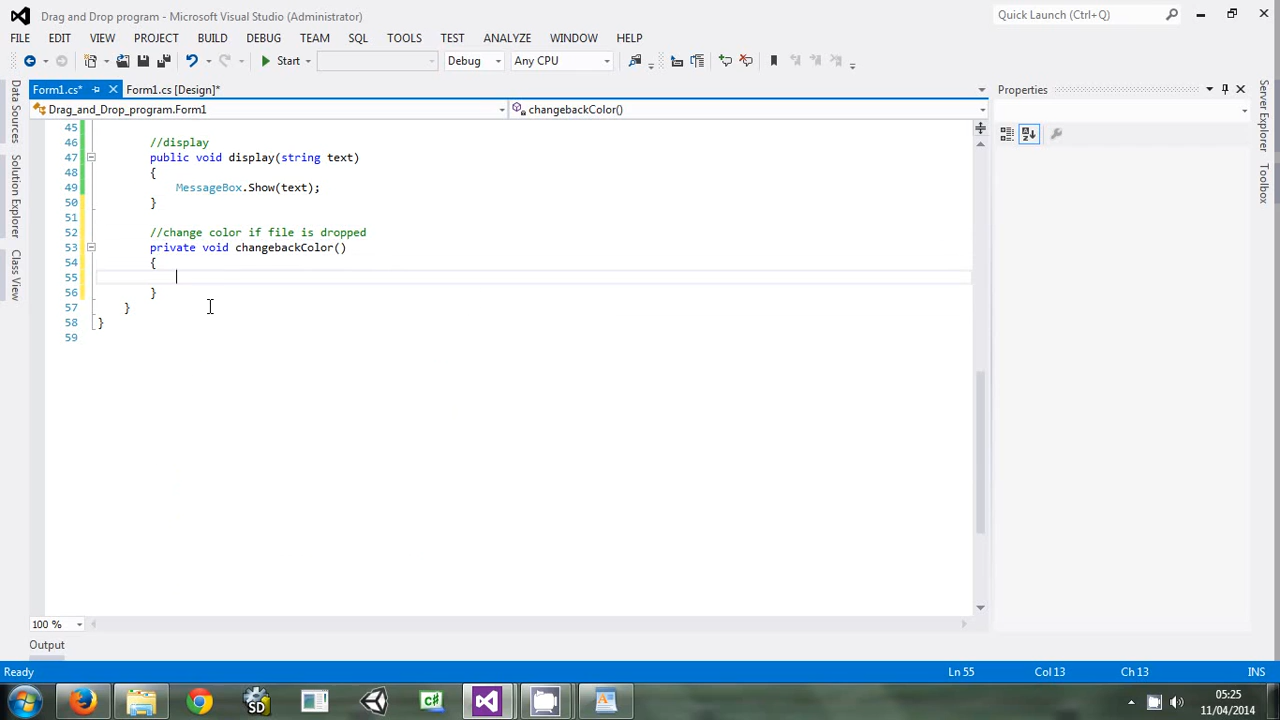 Drag and Drop program - Microsoft Visual Studio (Administrator)
Quick Launch (Ctrl+Q)
FILE EDIT VIEW PROJECT BUILD DEBUG TEAM SQL TOOLS TEST ANALYZE WINDOW HELP
Start Debug Any CPU
Form1.cs* Form1.cs [Design]* Properties
Drag_and_Drop_program.Form1 changebackColor()
45
46 //display
47 public void display(string text)
48 {
49 MessageBox.Show(text);
50 }
51
52 //change color if file is dropped
53 private void changebackColor()
54 {
55
56 }
57 }
58 }
59
Data Sources
Solution Explorer
Class View
Server Explorer
Toolbox
100 %
Output
Ready Ln 55 Col 13 Ch 13 INS
SD C# 05:25
11/04/2014